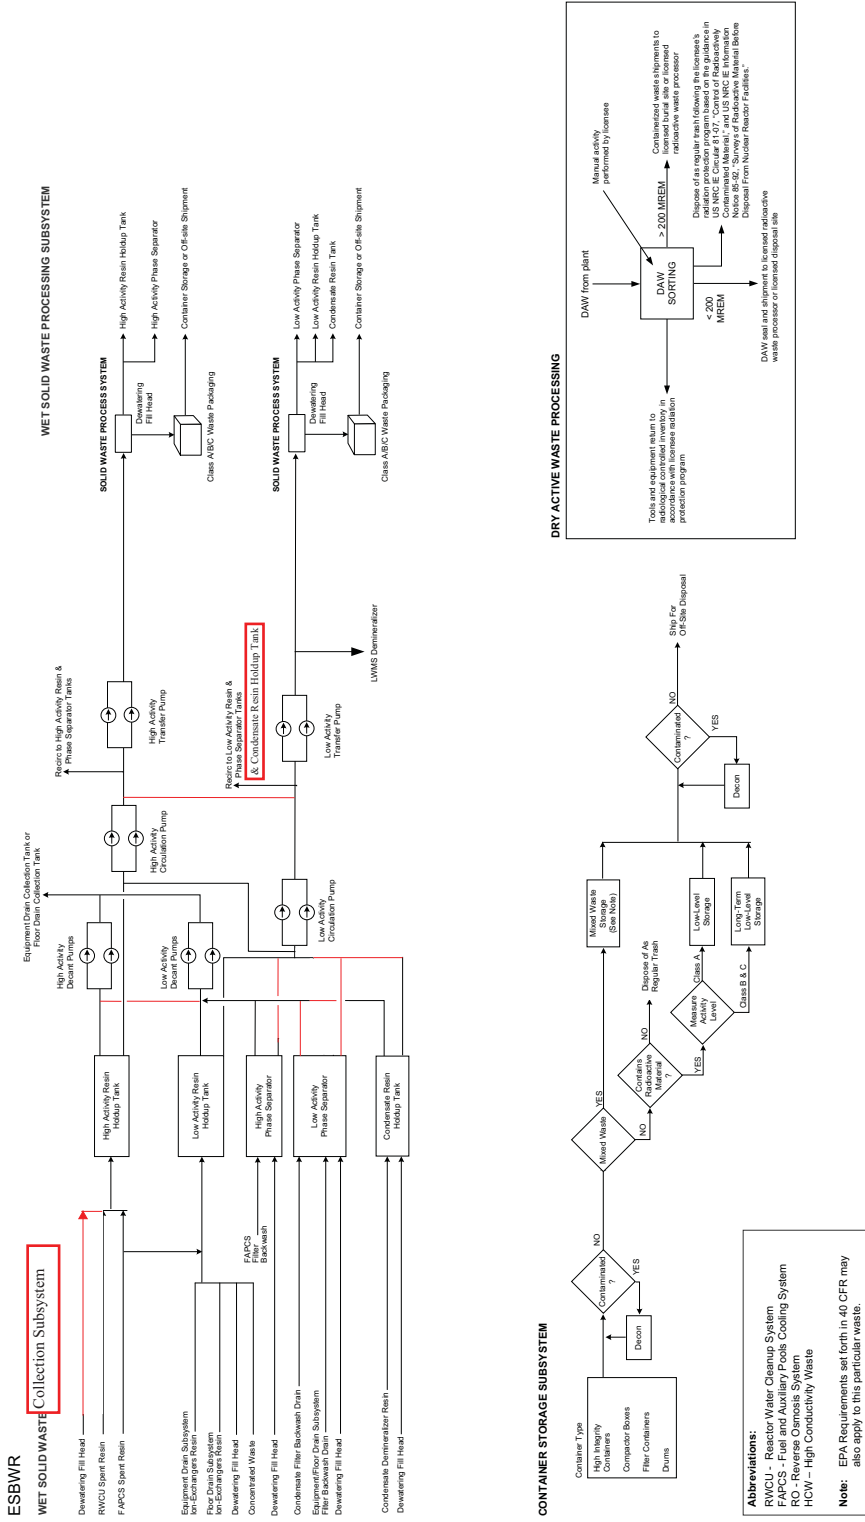 ESBWR
WET SOLID WASTE Collection Subsystem
WET SOLID WASTE PROCESSING SUBSYSTEM
Dewatering Fill Head
RWCU Spent Resin
FAPCS Spent Resin
Equipment Drain Subsystem
Ion-Exchangers Resin
Floor Drain Subsystem
Ion-Exchangers Resin
Dewatering Fill Head
Concentrated Waste
Dewatering Fill Head
FAPCS
Filter
Backwash
Condensate Filter Backwash Drain
Equipment/Floor Drain Subsystem
Filter Backwash Drain
Dewatering Fill Head
Condensate Demineralizer Resin
Dewatering Fill Head
High Activity Resin
Holdup Tank
Low Activity Resin
Holdup Tank
High Activity
Phase Separator
Low Activity
Phase Separator
Condensate Resin
Holdup Tank
Equipment Drain Collection Tank or
Floor Drain Collection Tank
High Activity
Decant Pumps
Low Activity
Decant Pumps
High Activity
Circulation Pump
Low Activity
Circulation Pump
Recirc to High Activity Resin &
Phase Separator Tanks
High Activity
Transfer Pump
Recirc to Low Activity Resin &
Phase Separator Tanks
& Condensate Resin Holdup Tank
Low Activity
Transfer Pump
LWMS Demineralizer
SOLID WASTE PROCESS SYSTEM
High Activity Resin Holdup Tank
High Activity Phase Separator
Dewatering
Fill Head
Container Storage or Off-site Shipment
Class A/B/C Waste Packaging
SOLID WASTE PROCESS SYSTEM
Low Activity Phase Separator
Low Activity Resin Holdup Tank
Condensate Resin Tank
Dewatering
Fill Head
Container Storage or Off-site Shipment
Class A/B/C Waste Packaging
CONTAINER STORAGE SUBSYSTEM
Container Type
High Integrity
Containers
Compactor Boxes
Filter Containers
Drums
Decon
Contaminated
?
NO
YES
Mixed Waste
YES
NO
Contains
Radioactive
Material
?
NO
Dispose of As
Regular Trash
YES
Measure
Activity
Level
Class A
Class B & C
Mixed Waste
Storage
(See Note)
Low-Level
Storage
Long-Term
Low-Level
Storage
Decon
Contaminated
?
NO
YES
Ship For
Off-Site Disposal
DRY ACTIVE WASTE PROCESSING
DAW from plant
Manual activity
performed by licensee
DAW
SORTING
> 200 MREM
Containerized waste shipments to
licensed burial site or licensed
radioactive waste processor
Dispose of as regular trash following the licensee's
radiation protection program based on the guidance in
US NRC IE Circular 81-07, "Control of Radioactively
Contaminated Material," and US NRC IE Information
Notice 85-92, "Surveys of Radioactive Material Before
Disposal From Nuclear Reactor Facilities."
< 200
MREM
DAW seal and shipment to licensed radioactive
waste processor or licensed disposal site
Tools and equipment return to
radiological controlled inventory in
accordance with licensee radiation
protection program
Abbreviations:
RWCU - Reactor Water Cleanup System
FAPCS - Fuel and Auxiliary Pools Cooling System
RO - Reverse Osmosis System
HCW – High Conductivity Waste
Note: EPA Requirements set forth in 40 CFR may
also apply to this particular waste.